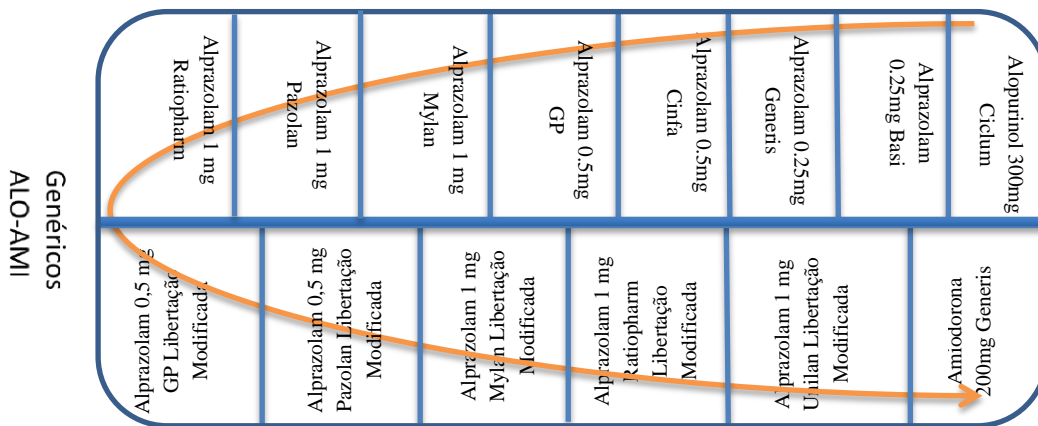 Genéricos
ALO-AMI
Alopurinol 300mg
Ciclum
Alprazolam
0.25mg Basi
Alprazolam 0.25mg
Generis
Alprazolam 0.5mg
Cinfa
Alprazolam 0.5mg
GP
Alprazolam 1 mg
Mylan
Alprazolam 1 mg
Pazolan
Alprazolam 1 mg
Ratiopharm
Alprazolam 0,5 mg
GP Libertação
Modificada
Alprazolam 0,5 mg
Pazolan Libertação
Modificada
Alprazolam 1 mg
Mylan Libertação
Modificada
Alprazolam 1 mg
Ratiopharm
Libertação
Modificada
Alprazolam 1 mg
Unilan Libertação
Modificada
Amiodorona
200mg Generis